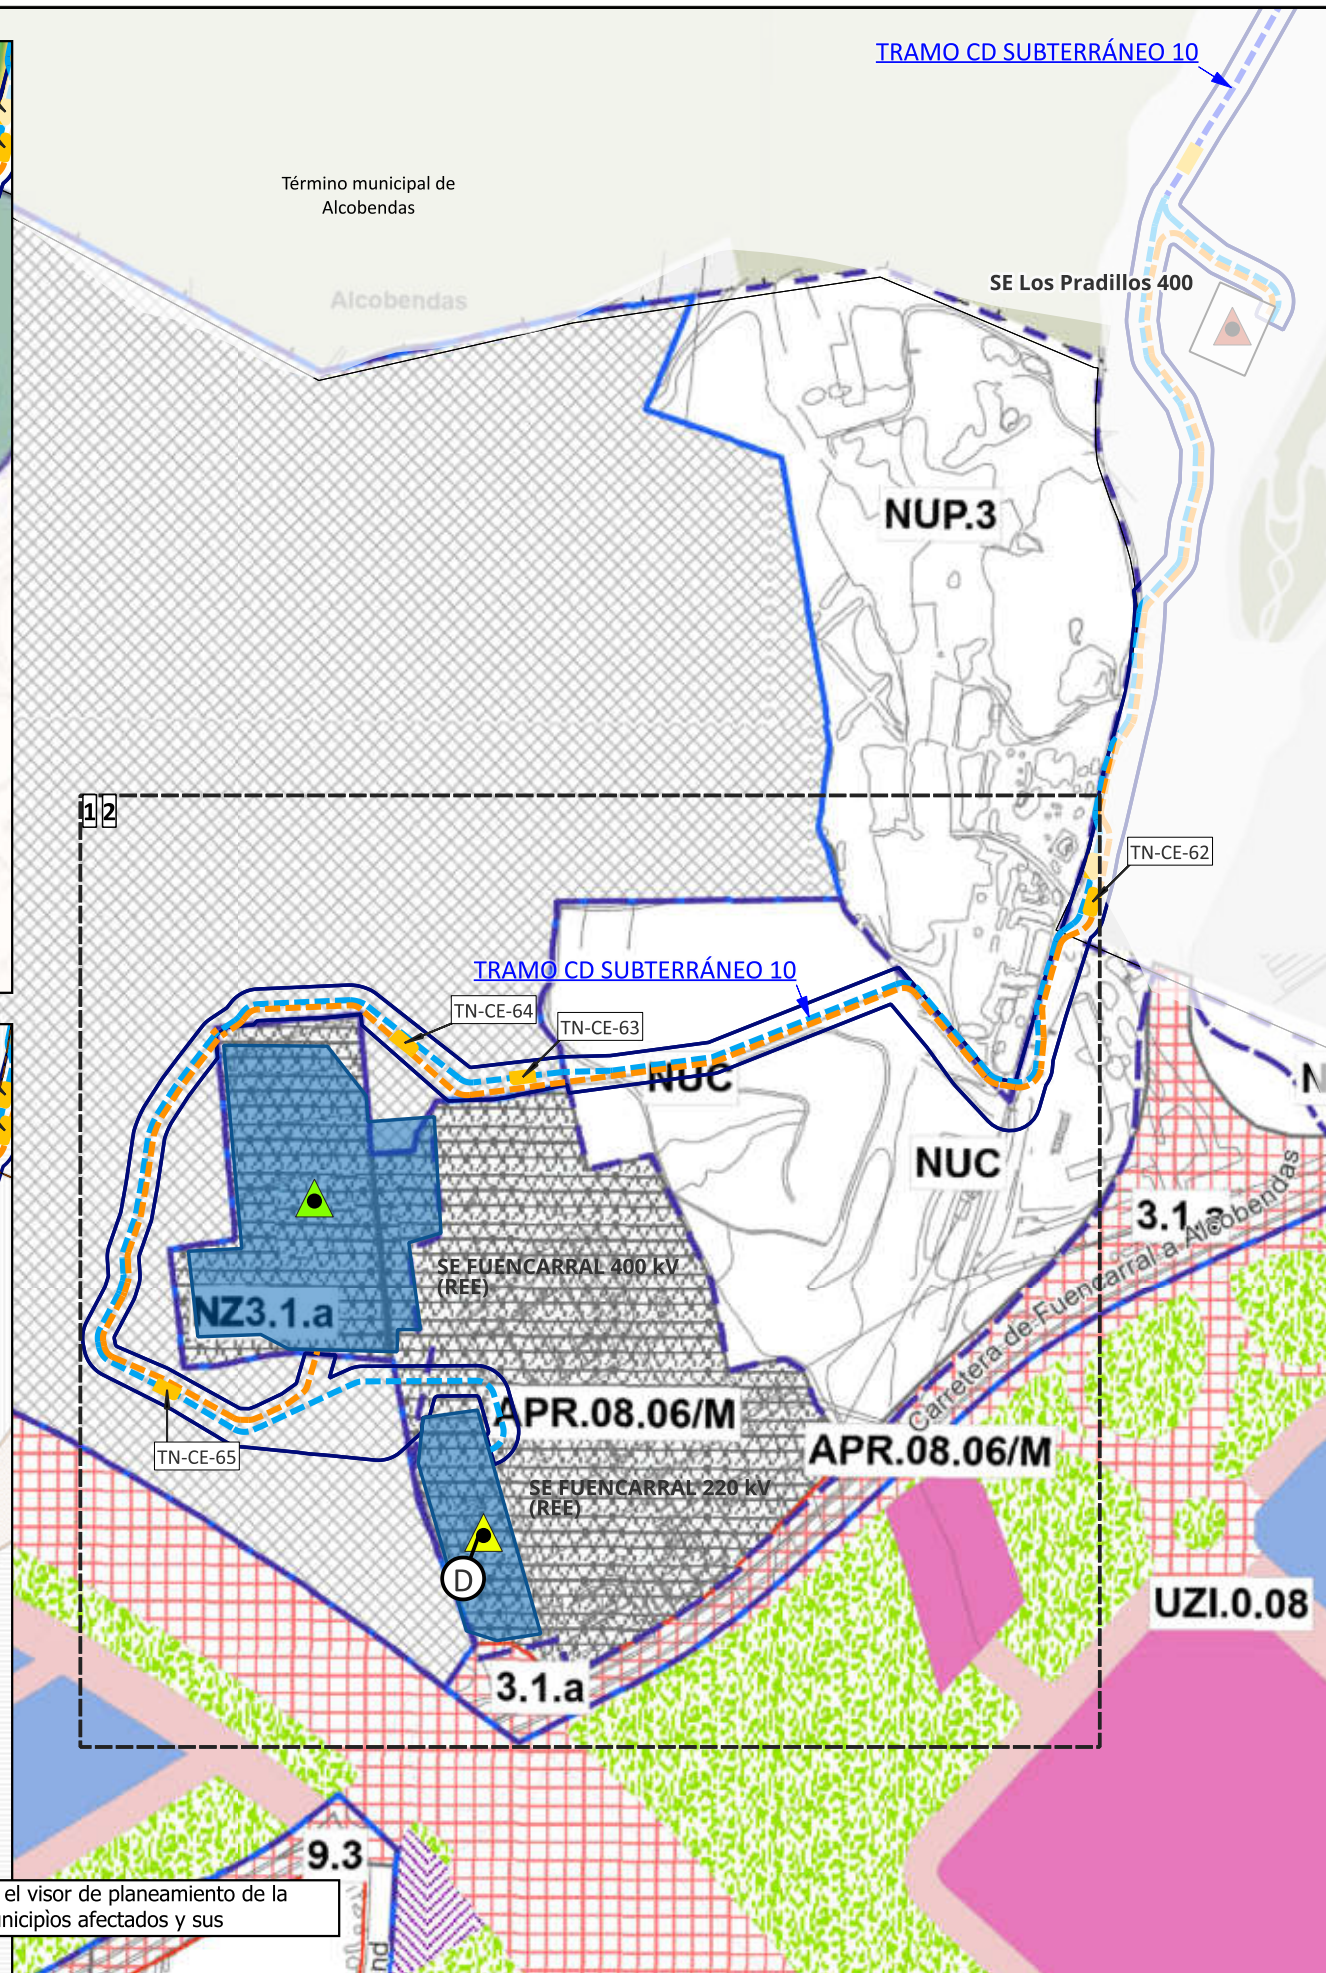 TRAMO CD SUBTERRÁNEO 10
Término municipal de
Alcobendas
SE Los Pradillos 400
Alcobendas
NUP.3
1 2
TN-CE-62
TRAMO CD SUBTERRÁNEO 10
TN-CE-64
TN-CE-63
NUC
NUC
3.1.a
Carretera de Fuencarral a Alcobendas
SE FUENCARRAL 400 kV
(REE)
NZ3.1.a
APR.08.06/M
APR.08.06/M
TN-CE-65
SE FUENCARRAL 220 kV
(REE)
D
UZI.0.08
3.1.a
9.3
el visor de planeamiento de la
nicipìos afectados y sus